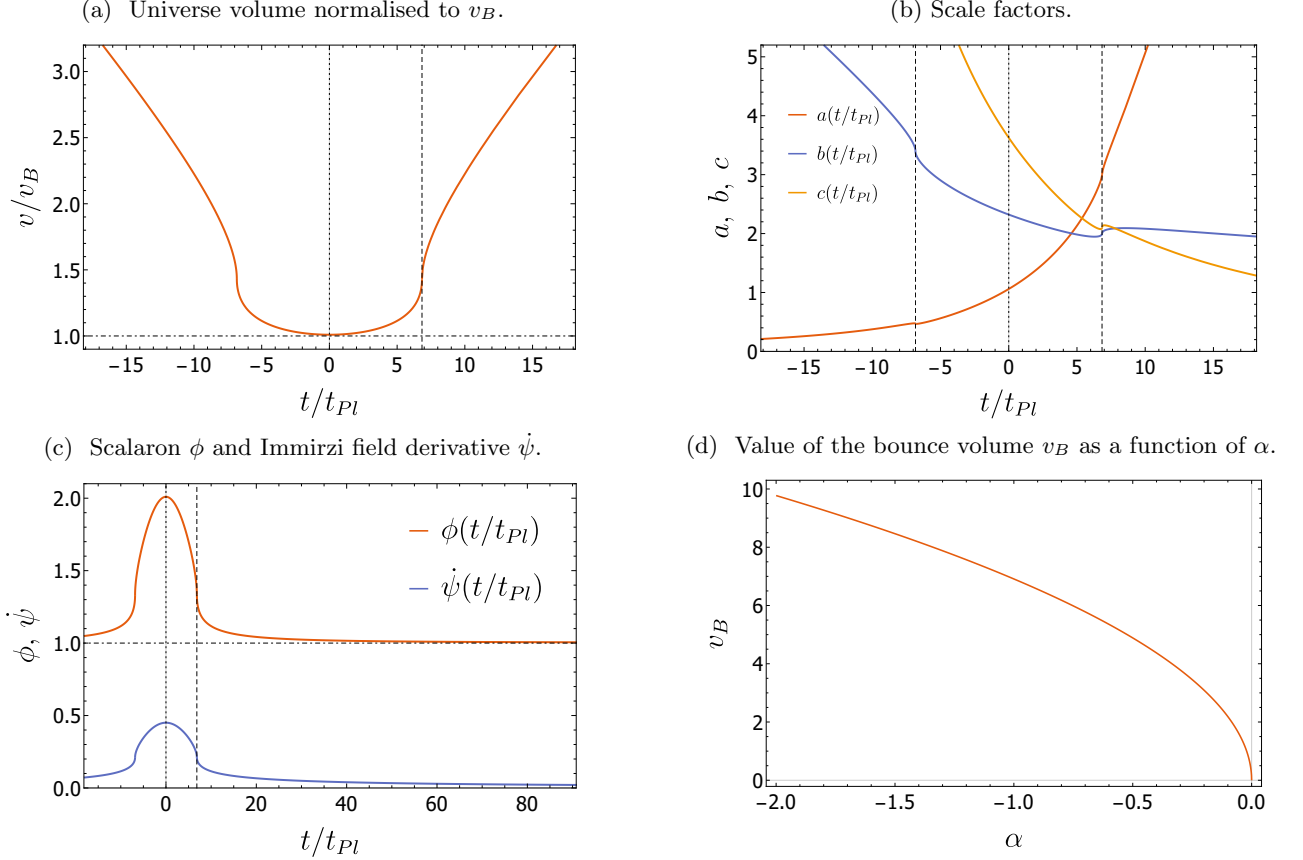 (a) Universe volume normalised to v_B.
3.0
2.5
2.0
1.5
1.0
v/v_B
−15 −10 −5 0 5 10 15
t/t_Pl
(b) Scale factors.
5
4
3
2
1
0
a, b, c
a(t/t_Pl)
b(t/t_Pl)
c(t/t_Pl)
−15 −10 −5 0 5 10 15
t/t_Pl
(c) Scalaron ϕ and Immirzi field derivative ψ̇.
2.0
1.5
1.0
0.5
0.0
ϕ, ψ̇
ϕ(t/t_Pl)
ψ̇(t/t_Pl)
0 20 40 60 80
t/t_Pl
(d) Value of the bounce volume v_B as a function of α.
10
8
6
4
2
0
v_B
−2.0 −1.5 −1.0 −0.5 0.0
α